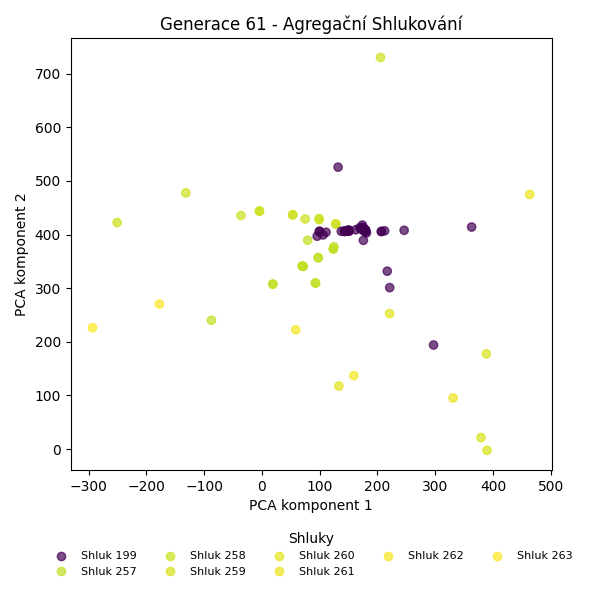 Generace 61 - Agregační Shlukování
PCA komponent 2
700
600
500
400
300
200
100
0
−300 −200 −100 0 100 200 300 400 500
PCA komponent 1
Shluky
Shluk 199 Shluk 258 Shluk 260 Shluk 262 Shluk 263
Shluk 257 Shluk 259 Shluk 261